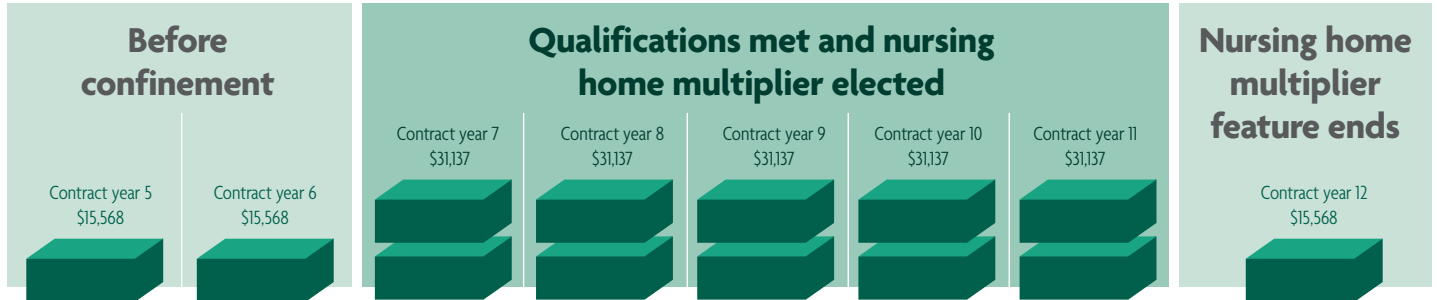 Before
confinement
Contract year 5
$15,568
Contract year 6
$15,568
Qualifications met and nursing
home multiplier elected
Contract year 7
$31,137
Contract year 8
$31,137
Contract year 9
$31,137
Contract year 10
$31,137
Contract year 11
$31,137
Nursing home
multiplier
feature ends
Contract year 12
$15,568